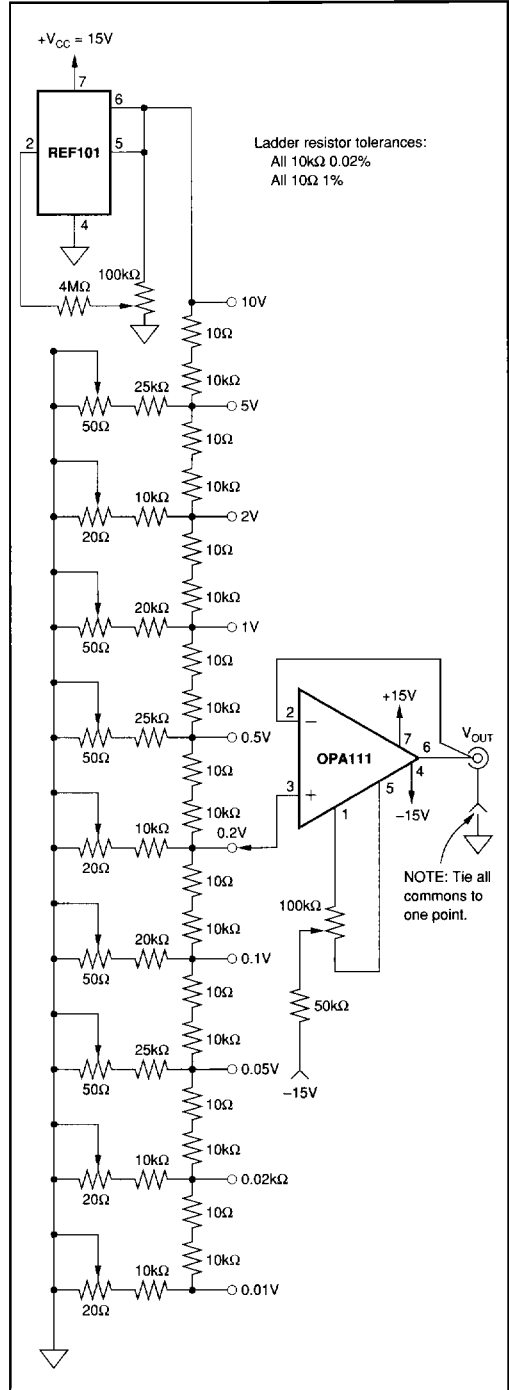 +VCC = 15V
7
6
2
REF101
5
4
Ladder resistor tolerances:
All 10kΩ 0.02%
All 10Ω 1%
100kΩ
4MΩ
10V
10Ω
10kΩ
25kΩ
5V
50Ω
10Ω
10kΩ
10kΩ
2V
20Ω
10Ω
10kΩ
20kΩ
1V
50Ω
10Ω
10kΩ
25kΩ
0.5V
50Ω
10Ω
10kΩ
10kΩ
0.2V
20Ω
10Ω
10kΩ
20kΩ
0.1V
50Ω
10Ω
10kΩ
25kΩ
0.05V
50Ω
10Ω
10kΩ
10kΩ
0.02kΩ
20Ω
10Ω
10kΩ
10kΩ
0.01V
20Ω
+15V
2
–
7
6
VOUT
OPA111
4
5
3
+
–15V
1
NOTE: Tie all
commons to
one point.
100kΩ
50kΩ
–15V